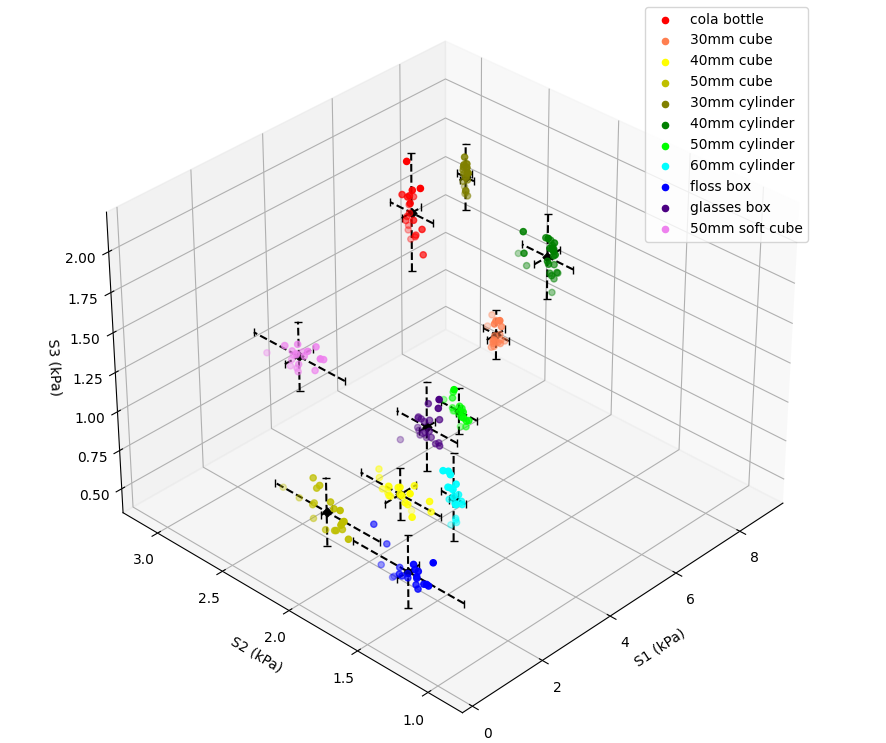 cola bottle
30mm cube
40mm cube
50mm cube
30mm cylinder
40mm cylinder
50mm cylinder
60mm cylinder
floss box
glasses box
50mm soft cube
2.00
1.75
1.50
1.25
1.00
0.75
0.50
S3 (kPa)
3.0
2.5
2.0
1.5
1.0
S2 (kPa)
0
2
4
6
8
S1 (kPa)